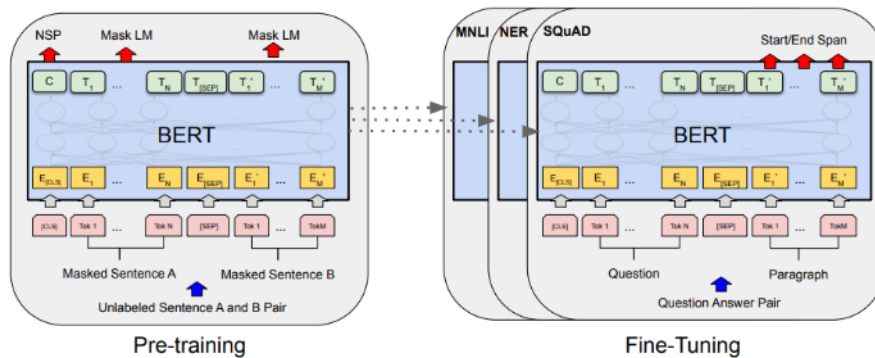 NSP Mask LM Mask LM
C T1 ... TN T[SEP] T1' ... TM'
BERT
E[CLS] E1 ... EN E[SEP] E1' ... EM'
[CLS] Tok 1 ... Tok N [SEP] Tok 1 ... TokM
Masked Sentence A Masked Sentence B
Unlabeled Sentence A and B Pair
Pre-training
MNLI NER SQuAD
Start/End Span
C T1 ... TN T[SEP] T1' ... TM'
BERT
E[CLS] E1 ... EN E[SEP] E1' ... EM'
[CLS] Tok 1 ... Tok N [SEP] Tok 1 ... TokM
Question Paragraph
Question Answer Pair
Fine-Tuning